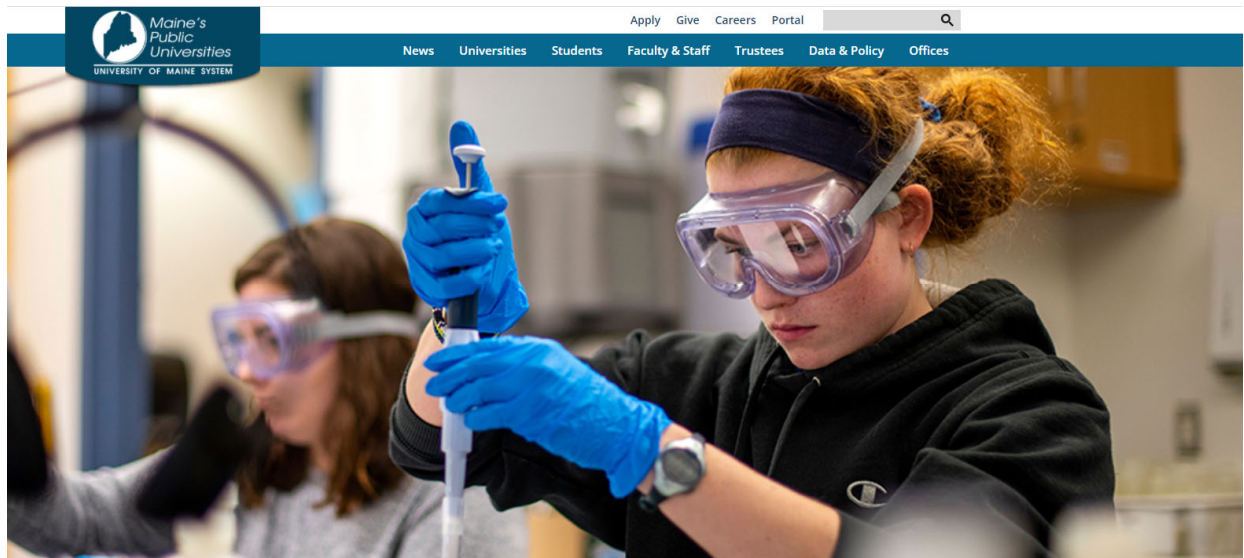 Maine's
Public
Universities
UNIVERSITY OF MAINE SYSTEM
Apply Give Careers Portal
News Universities Students Faculty & Staff Trustees Data & Policy Offices